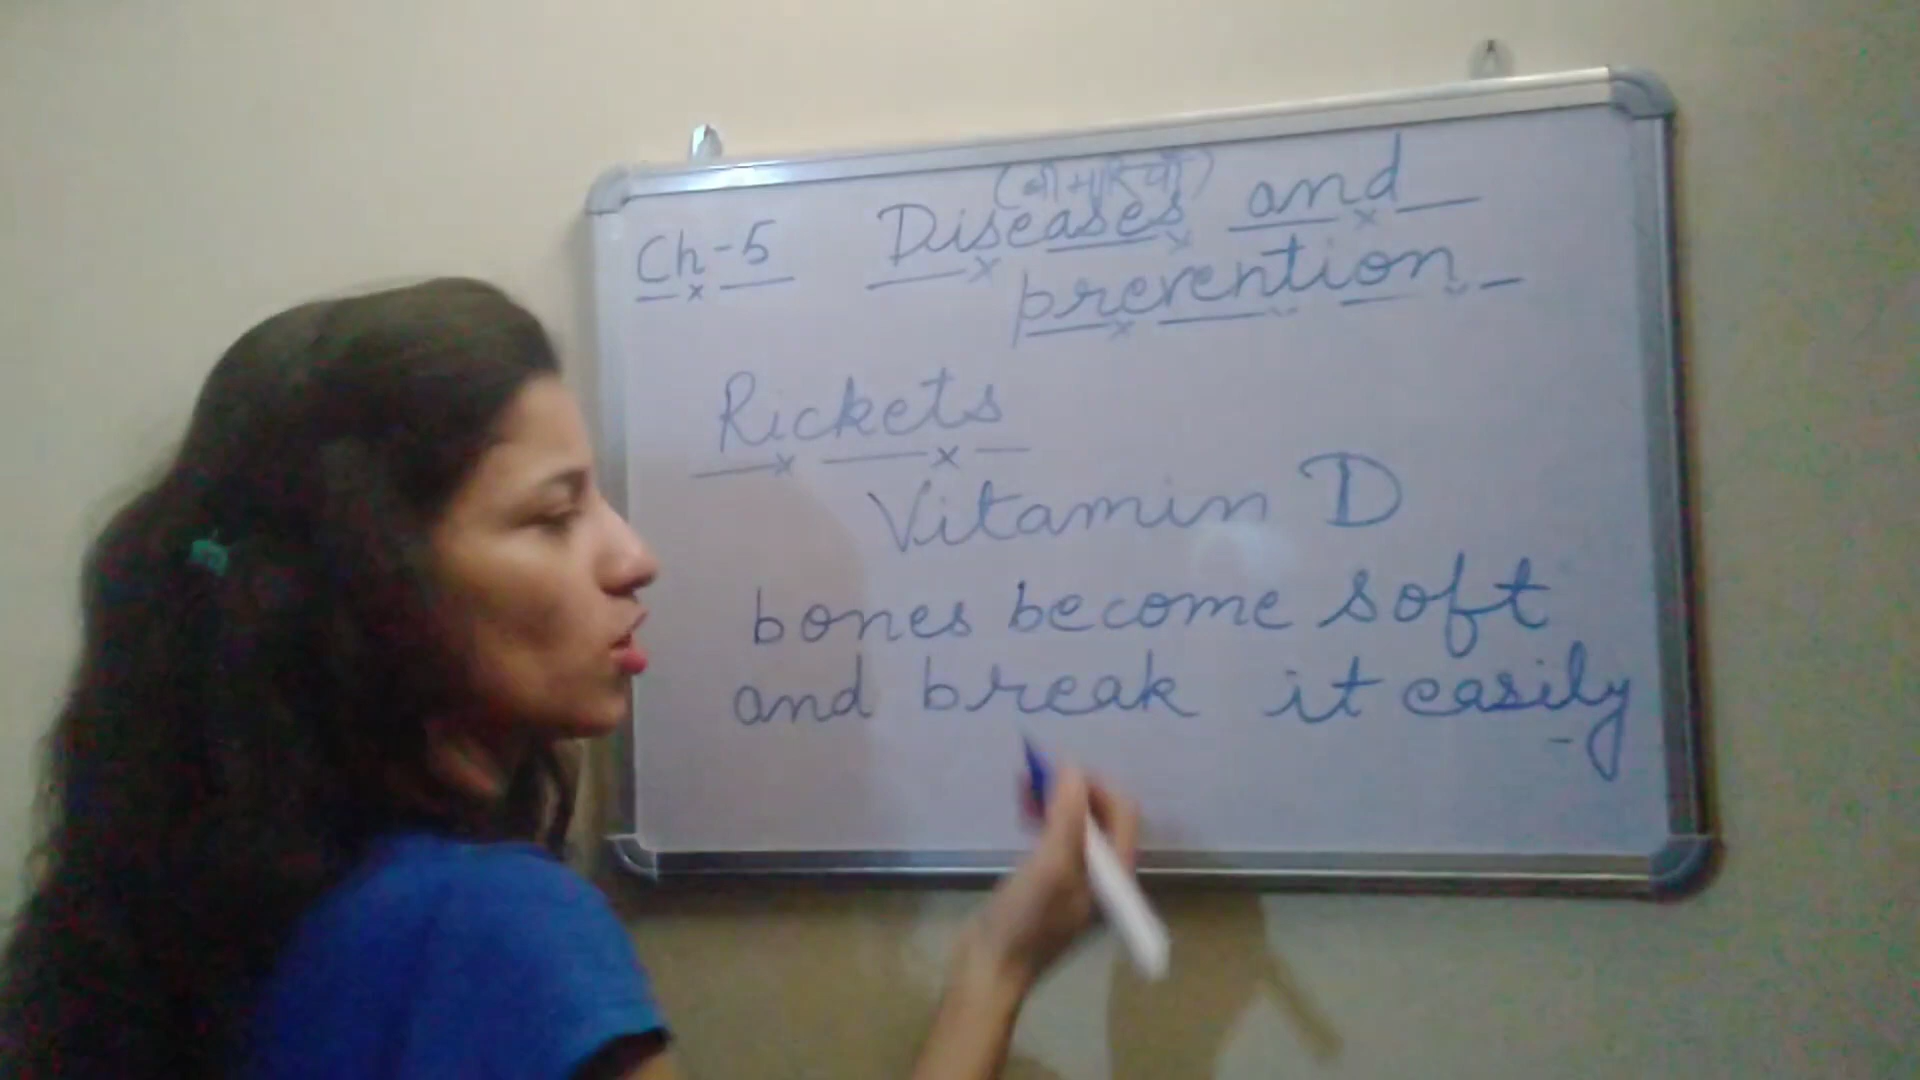 (बीमारियाँ)
Ch-5 Diseases and
prevention
Rickets
Vitamin D
bones become soft
and break it easily